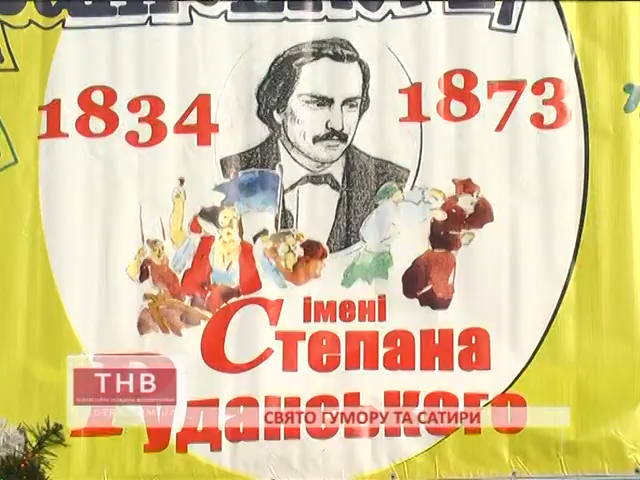 1834
1873
імені
Степана
Руданського
ТНВ
СВЯТО ГУМОРУ ТА САТИРИ